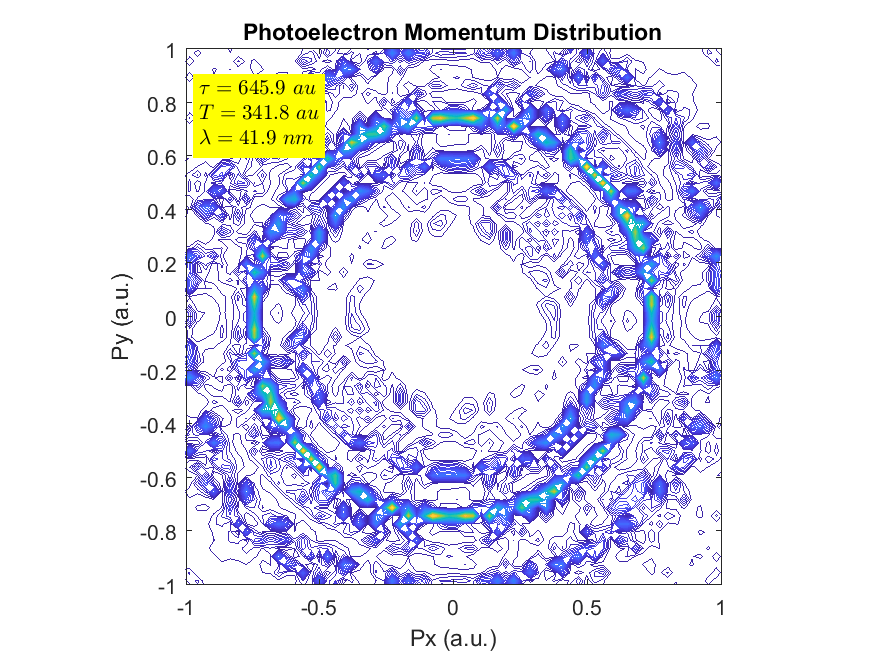 Photoelectron Momentum Distribution
τ = 645.9 au
T = 341.8 au
λ = 41.9 nm
1
0.8
0.6
0.4
0.2
0
-0.2
-0.4
-0.6
-0.8
-1
Py (a.u.)
-1 -0.5 0 0.5 1
Px (a.u.)